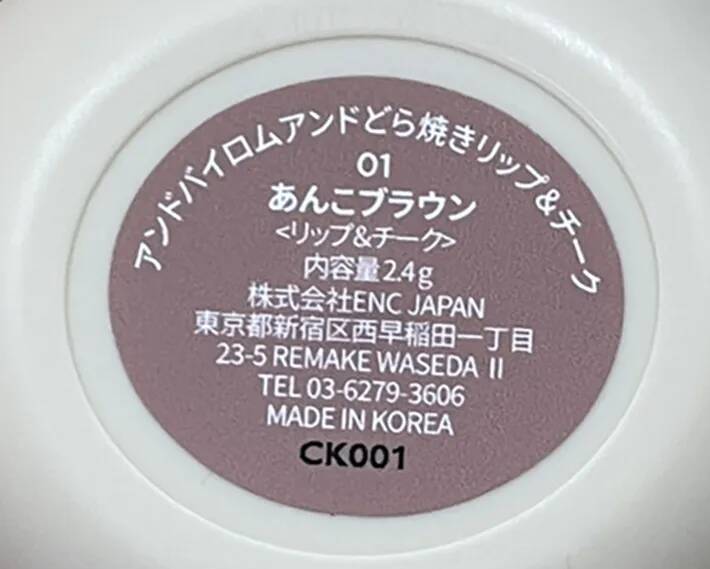 アンドバイロムアンドどら焼きリップ&チーク
01
あんこブラウン
<リップ&チーク>
内容量2.4g
株式会社ENC JAPAN
東京都新宿区西早稲田一丁目
23-5 REMAKE WASEDA II
TEL 03-6279-3606
MADE IN KOREA
CK001